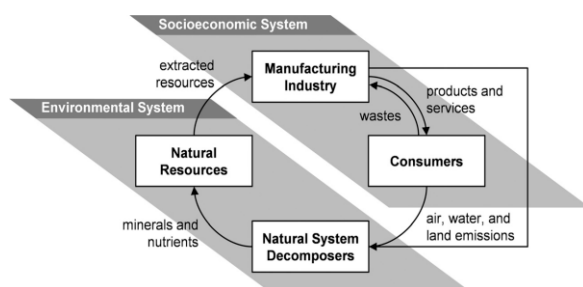 Socioeconomic System
extracted
resources
Manufacturing
Industry
products and
services
wastes
Environmental System
Natural
Resources
Consumers
minerals and
nutrients
Natural System
Decomposers
air, water, and
land emissions